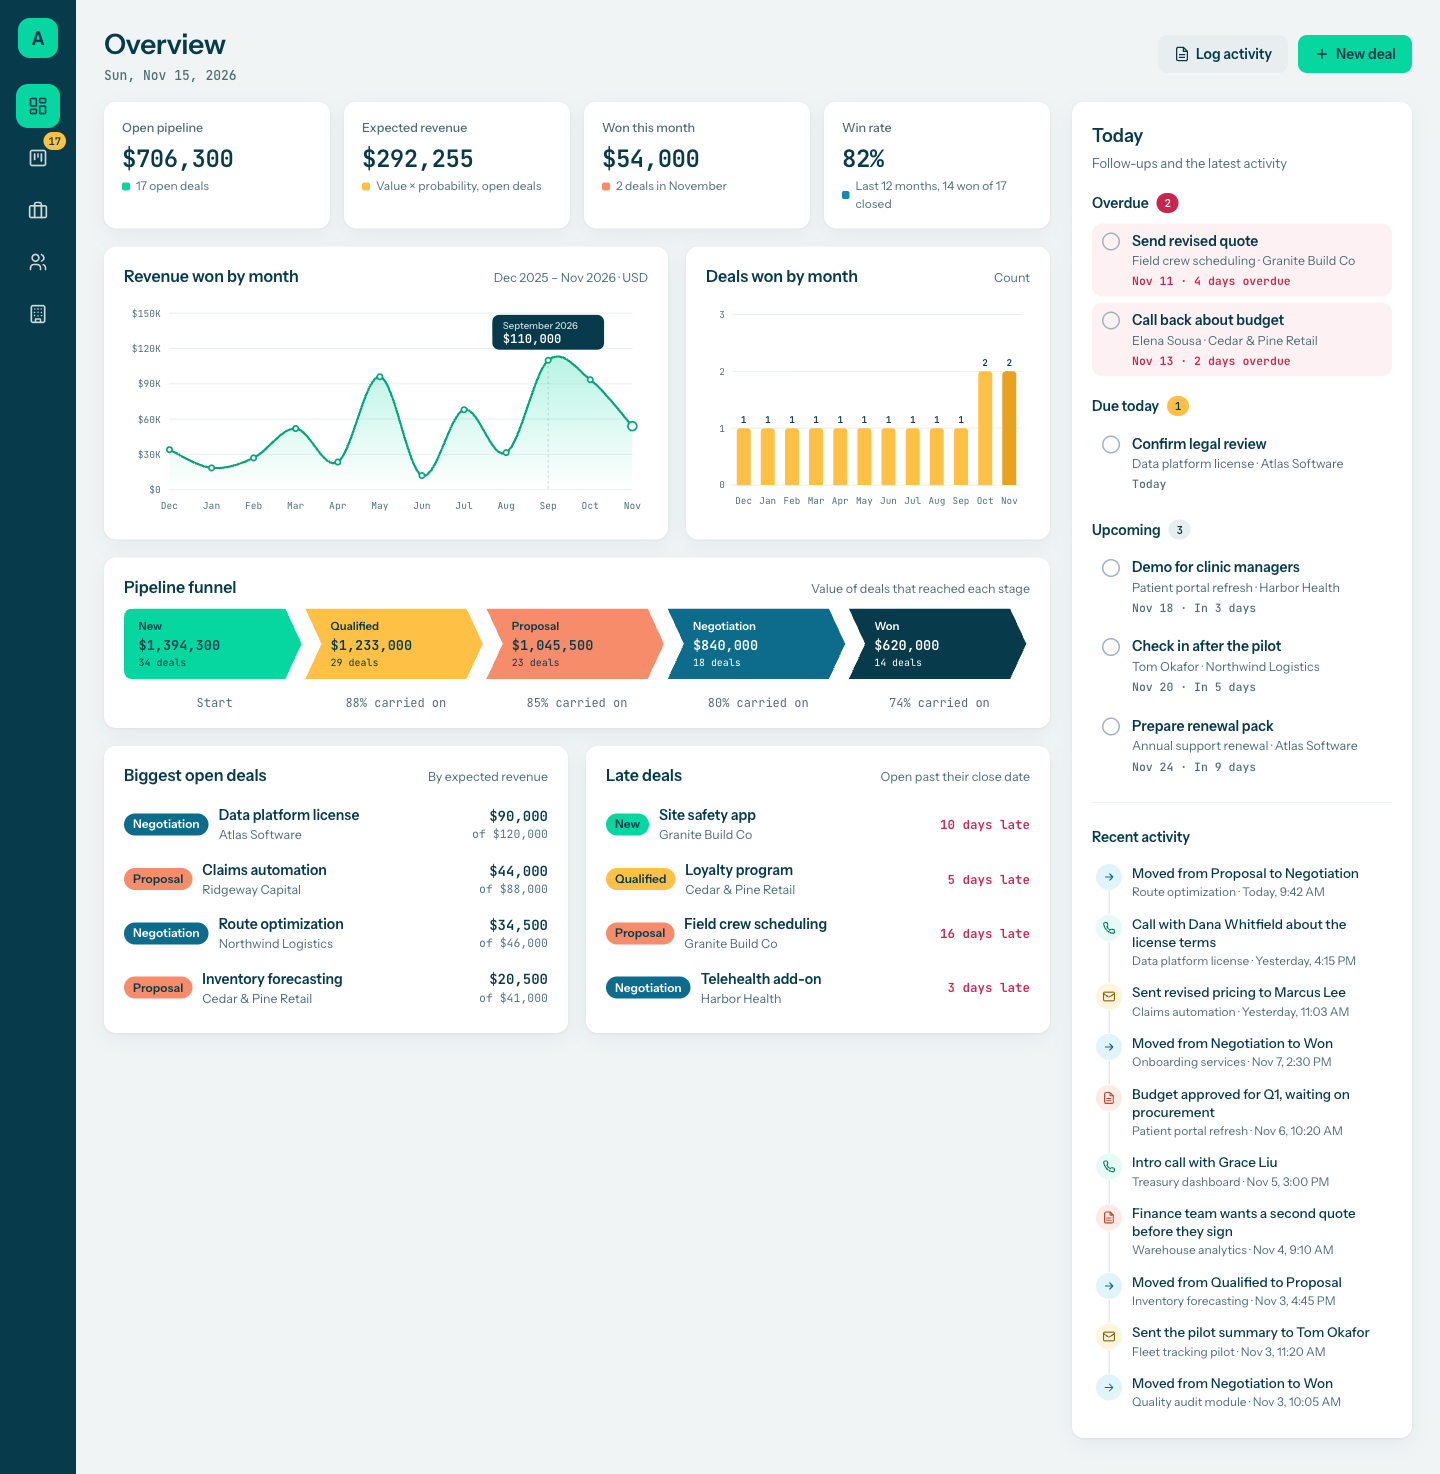 A
17
Overview
Sun, Nov 15, 2026
Log activity
New deal
Open pipeline
$706,300
17 open deals
Expected revenue
$292,255
Value × probability, open deals
Won this month
$54,000
2 deals in November
Win rate
82%
Last 12 months, 14 won of 17
closed
Revenue won by month
Dec 2025 – Nov 2026 · USD
$150K
$120K
$90K
$60K
$30K
$0
September 2026
$110,000
Dec Jan Feb Mar Apr May Jun Jul Aug Sep Oct Nov
Deals won by month
Count
3
2
1
0
1 1 1 1 1 1 1 1 1 1 2 2
Dec Jan Feb Mar Apr May Jun Jul Aug Sep Oct Nov
Pipeline funnel
Value of deals that reached each stage
New
$1,394,300
34 deals
Qualified
$1,233,000
29 deals
Proposal
$1,045,500
23 deals
Negotiation
$840,000
18 deals
Won
$620,000
14 deals
Start
88% carried on
85% carried on
80% carried on
74% carried on
Biggest open deals
By expected revenue
Negotiation
Data platform license
Atlas Software
$90,000
of $120,000
Proposal
Claims automation
Ridgeway Capital
$44,000
of $88,000
Negotiation
Route optimization
Northwind Logistics
$34,500
of $46,000
Proposal
Inventory forecasting
Cedar & Pine Retail
$20,500
of $41,000
Late deals
Open past their close date
New
Site safety app
Granite Build Co
10 days late
Qualified
Loyalty program
Cedar & Pine Retail
5 days late
Proposal
Field crew scheduling
Granite Build Co
16 days late
Negotiation
Telehealth add-on
Harbor Health
3 days late
Today
Follow-ups and the latest activity
Overdue 2
Send revised quote
Field crew scheduling · Granite Build Co
Nov 11 · 4 days overdue
Call back about budget
Elena Sousa · Cedar & Pine Retail
Nov 13 · 2 days overdue
Due today 1
Confirm legal review
Data platform license · Atlas Software
Today
Upcoming 3
Demo for clinic managers
Patient portal refresh · Harbor Health
Nov 18 · In 3 days
Check in after the pilot
Tom Okafor · Northwind Logistics
Nov 20 · In 5 days
Prepare renewal pack
Annual support renewal · Atlas Software
Nov 24 · In 9 days
Recent activity
Moved from Proposal to Negotiation
Route optimization · Today, 9:42 AM
Call with Dana Whitfield about the
license terms
Data platform license · Yesterday, 4:15 PM
Sent revised pricing to Marcus Lee
Claims automation · Yesterday, 11:03 AM
Moved from Negotiation to Won
Onboarding services · Nov 7, 2:30 PM
Budget approved for Q1, waiting on
procurement
Patient portal refresh · Nov 6, 10:20 AM
Intro call with Grace Liu
Treasury dashboard · Nov 5, 3:00 PM
Finance team wants a second quote
before they sign
Warehouse analytics · Nov 4, 9:10 AM
Moved from Qualified to Proposal
Inventory forecasting · Nov 3, 4:45 PM
Sent the pilot summary to Tom Okafor
Fleet tracking pilot · Nov 3, 11:20 AM
Moved from Negotiation to Won
Quality audit module · Nov 3, 10:05 AM